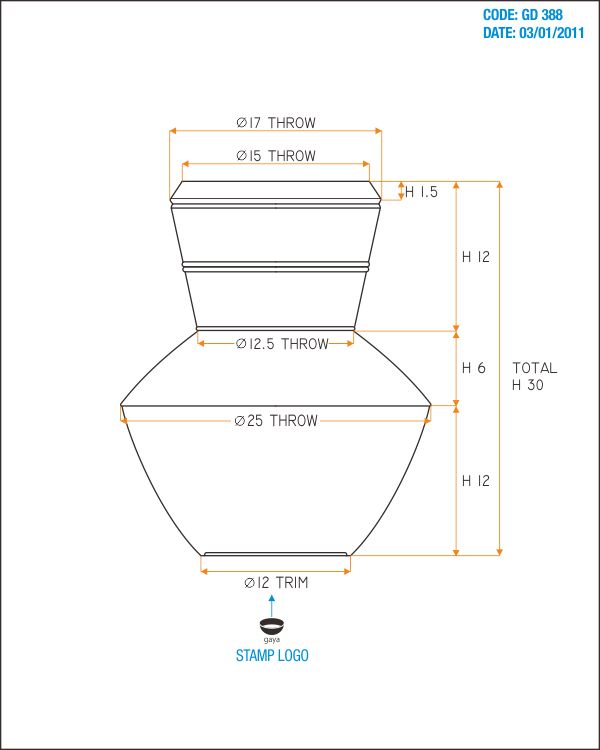 CODE: GD 388
DATE: 03/01/2011
Ø17 THROW
Ø15 THROW
H 1.5
H 12
Ø12.5 THROW
H 6
TOTAL
H 30
Ø25 THROW
H 12
Ø12 TRIM
gaya
STAMP LOGO